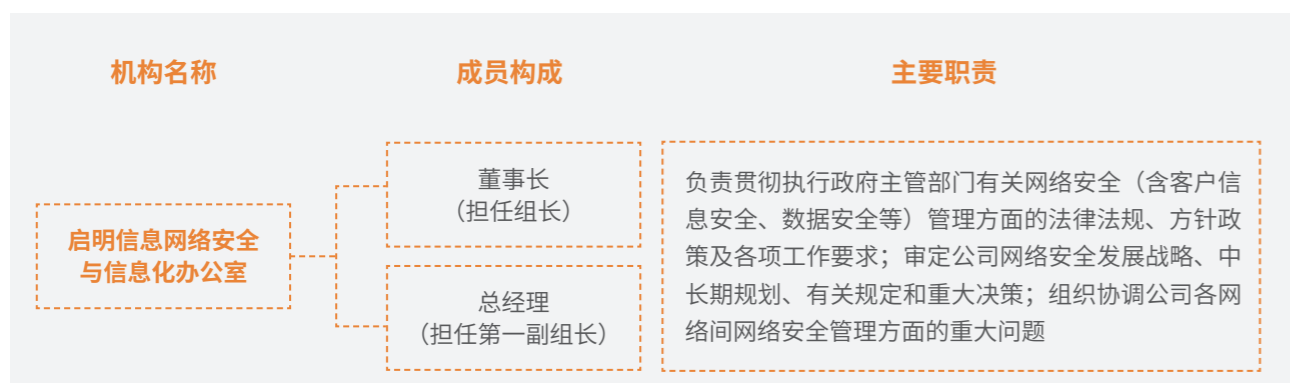 机构名称
成员构成
主要职责
启明信息网络安全
与信息化办公室
董事长
（担任组长）
总经理
（担任第一副组长）
负责贯彻执行政府主管部门有关网络安全（含客户信
息安全、数据安全等）管理方面的法律法规、方针政
策及各项工作要求；审定公司网络安全发展战略、中
长期规划、有关规定和重大决策；组织协调公司各网
络间网络安全管理方面的重大问题